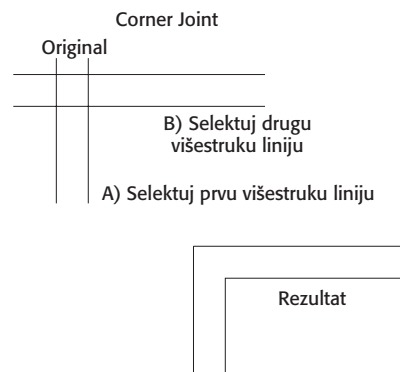 Corner Joint
Original
B) Selektuj drugu
višestruku liniju
A) Selektuj prvu višestruku liniju
Rezultat